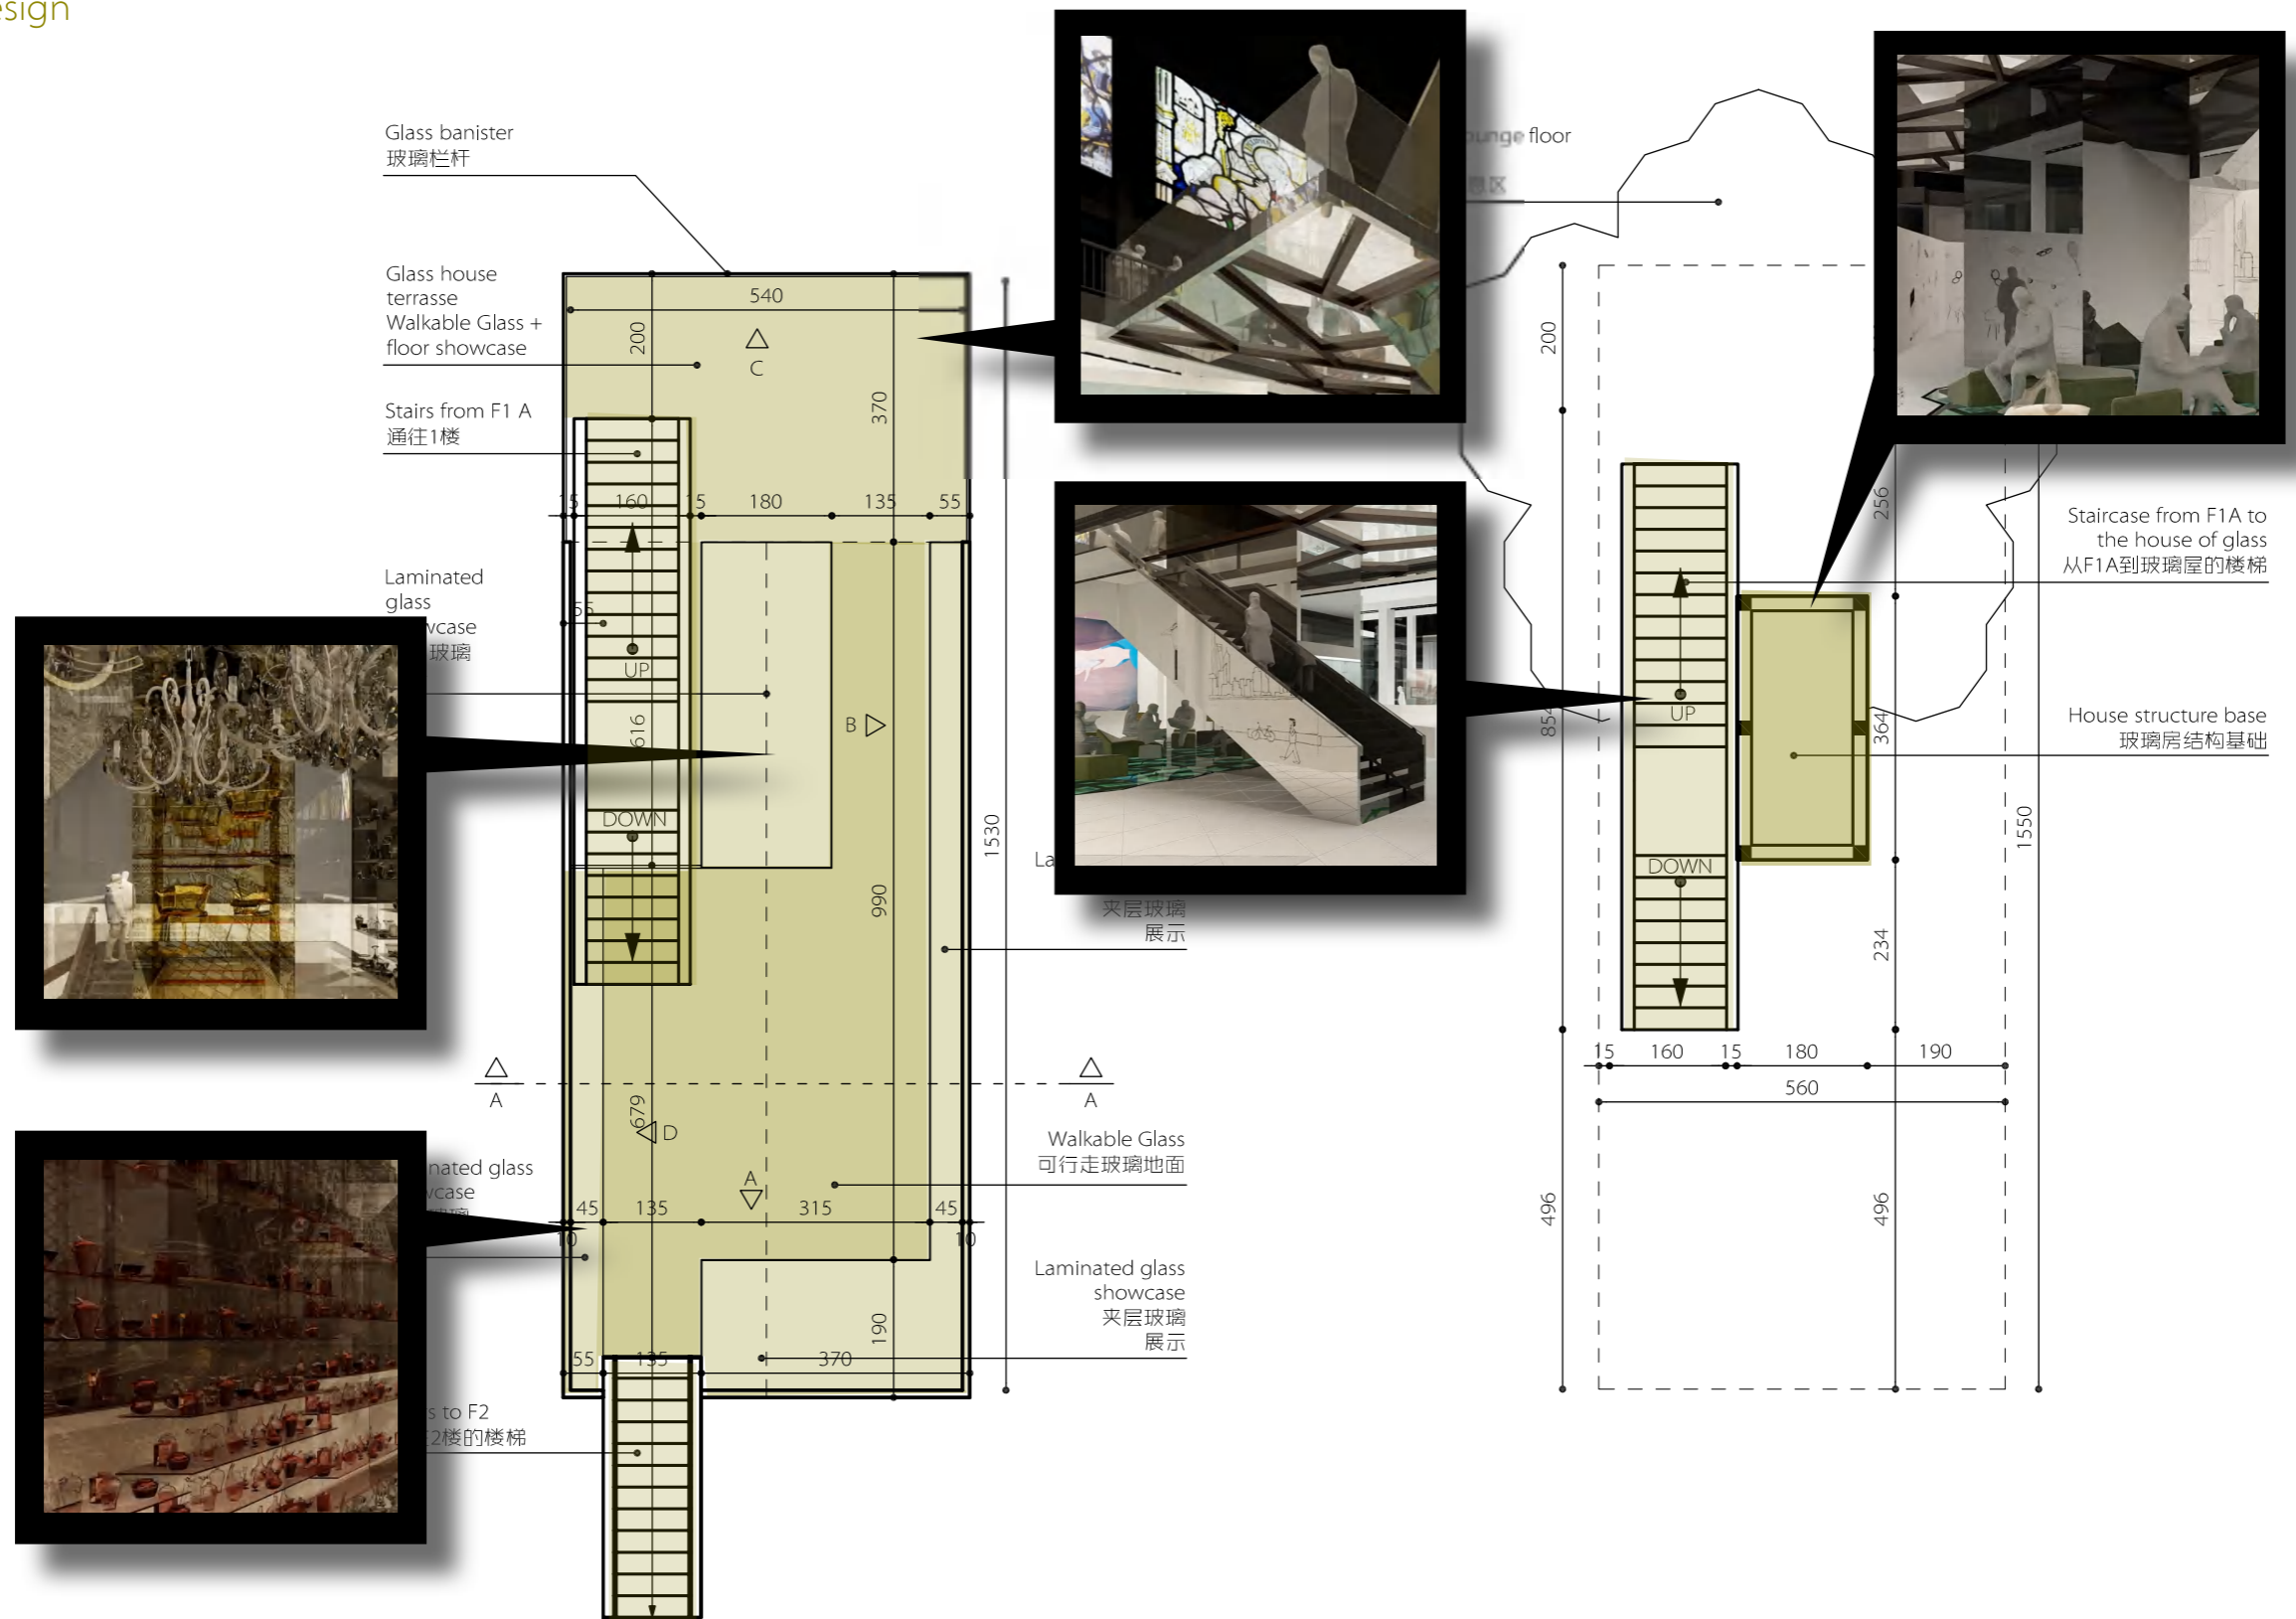 Glass banister
玻璃栏杆
Glass house
terrasse
Walkable Glass +
floor showcase
Stairs from F1 A
通往1楼
Laminated
glass
玻璃
glass
to F2
2楼的楼梯
540
200
C
370
15 160 15 180 135 55
55
UP
616
B
DOWN
990
1530
A
A
679
D
A
45 135 315 45
10
10
190
55 135 370
夹层玻璃
展示
Walkable Glass
可行走玻璃地面
Laminated glass
showcase
夹层玻璃
展示
floor
区
200
256
Staircase from F1A to
the house of glass
从F1A到玻璃屋的楼梯
UP
854
364
House structure base
玻璃房结构基础
1550
DOWN
234
15 160 15 180 190
560
496
496